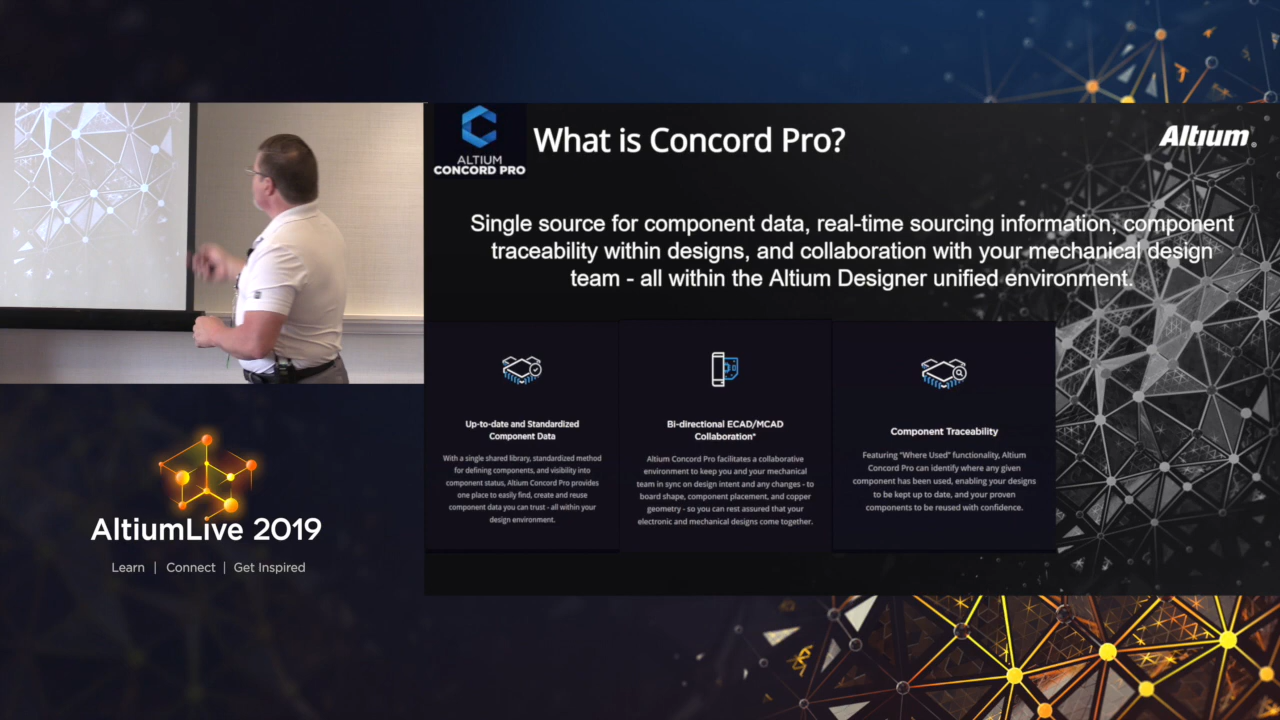 ALTIUM
CONCORD PRO
What is Concord Pro?
Altium®
Single source for component data, real-time sourcing information, component
traceability within designs, and collaboration with your mechanical design
team - all within the Altium Designer unified environment.
Up-to-date and Standardized
Component Data
With a single shared library, standardized method
for defining components, and visibility into
component status, Altium Concord Pro provides
one place to easily find, create and reuse
component data you can trust - all within your
design environment.
Bi-directional ECAD/MCAD
Collaboration*
Altium Concord Pro facilitates a collaborative
environment to keep you and your mechanical
team in sync on design intent and any changes - to
board shape, component placement, and copper
geometry - so you can rest assured that your
electronic and mechanical designs come together.
Component Traceability
Featuring "Where Used" functionality, Altium
Concord Pro can identify where any given
component has been used, enabling your designs
to be kept up to date, and your proven
components to be reused with confidence.
AltiumLive 2019
Learn | Connect | Get Inspired